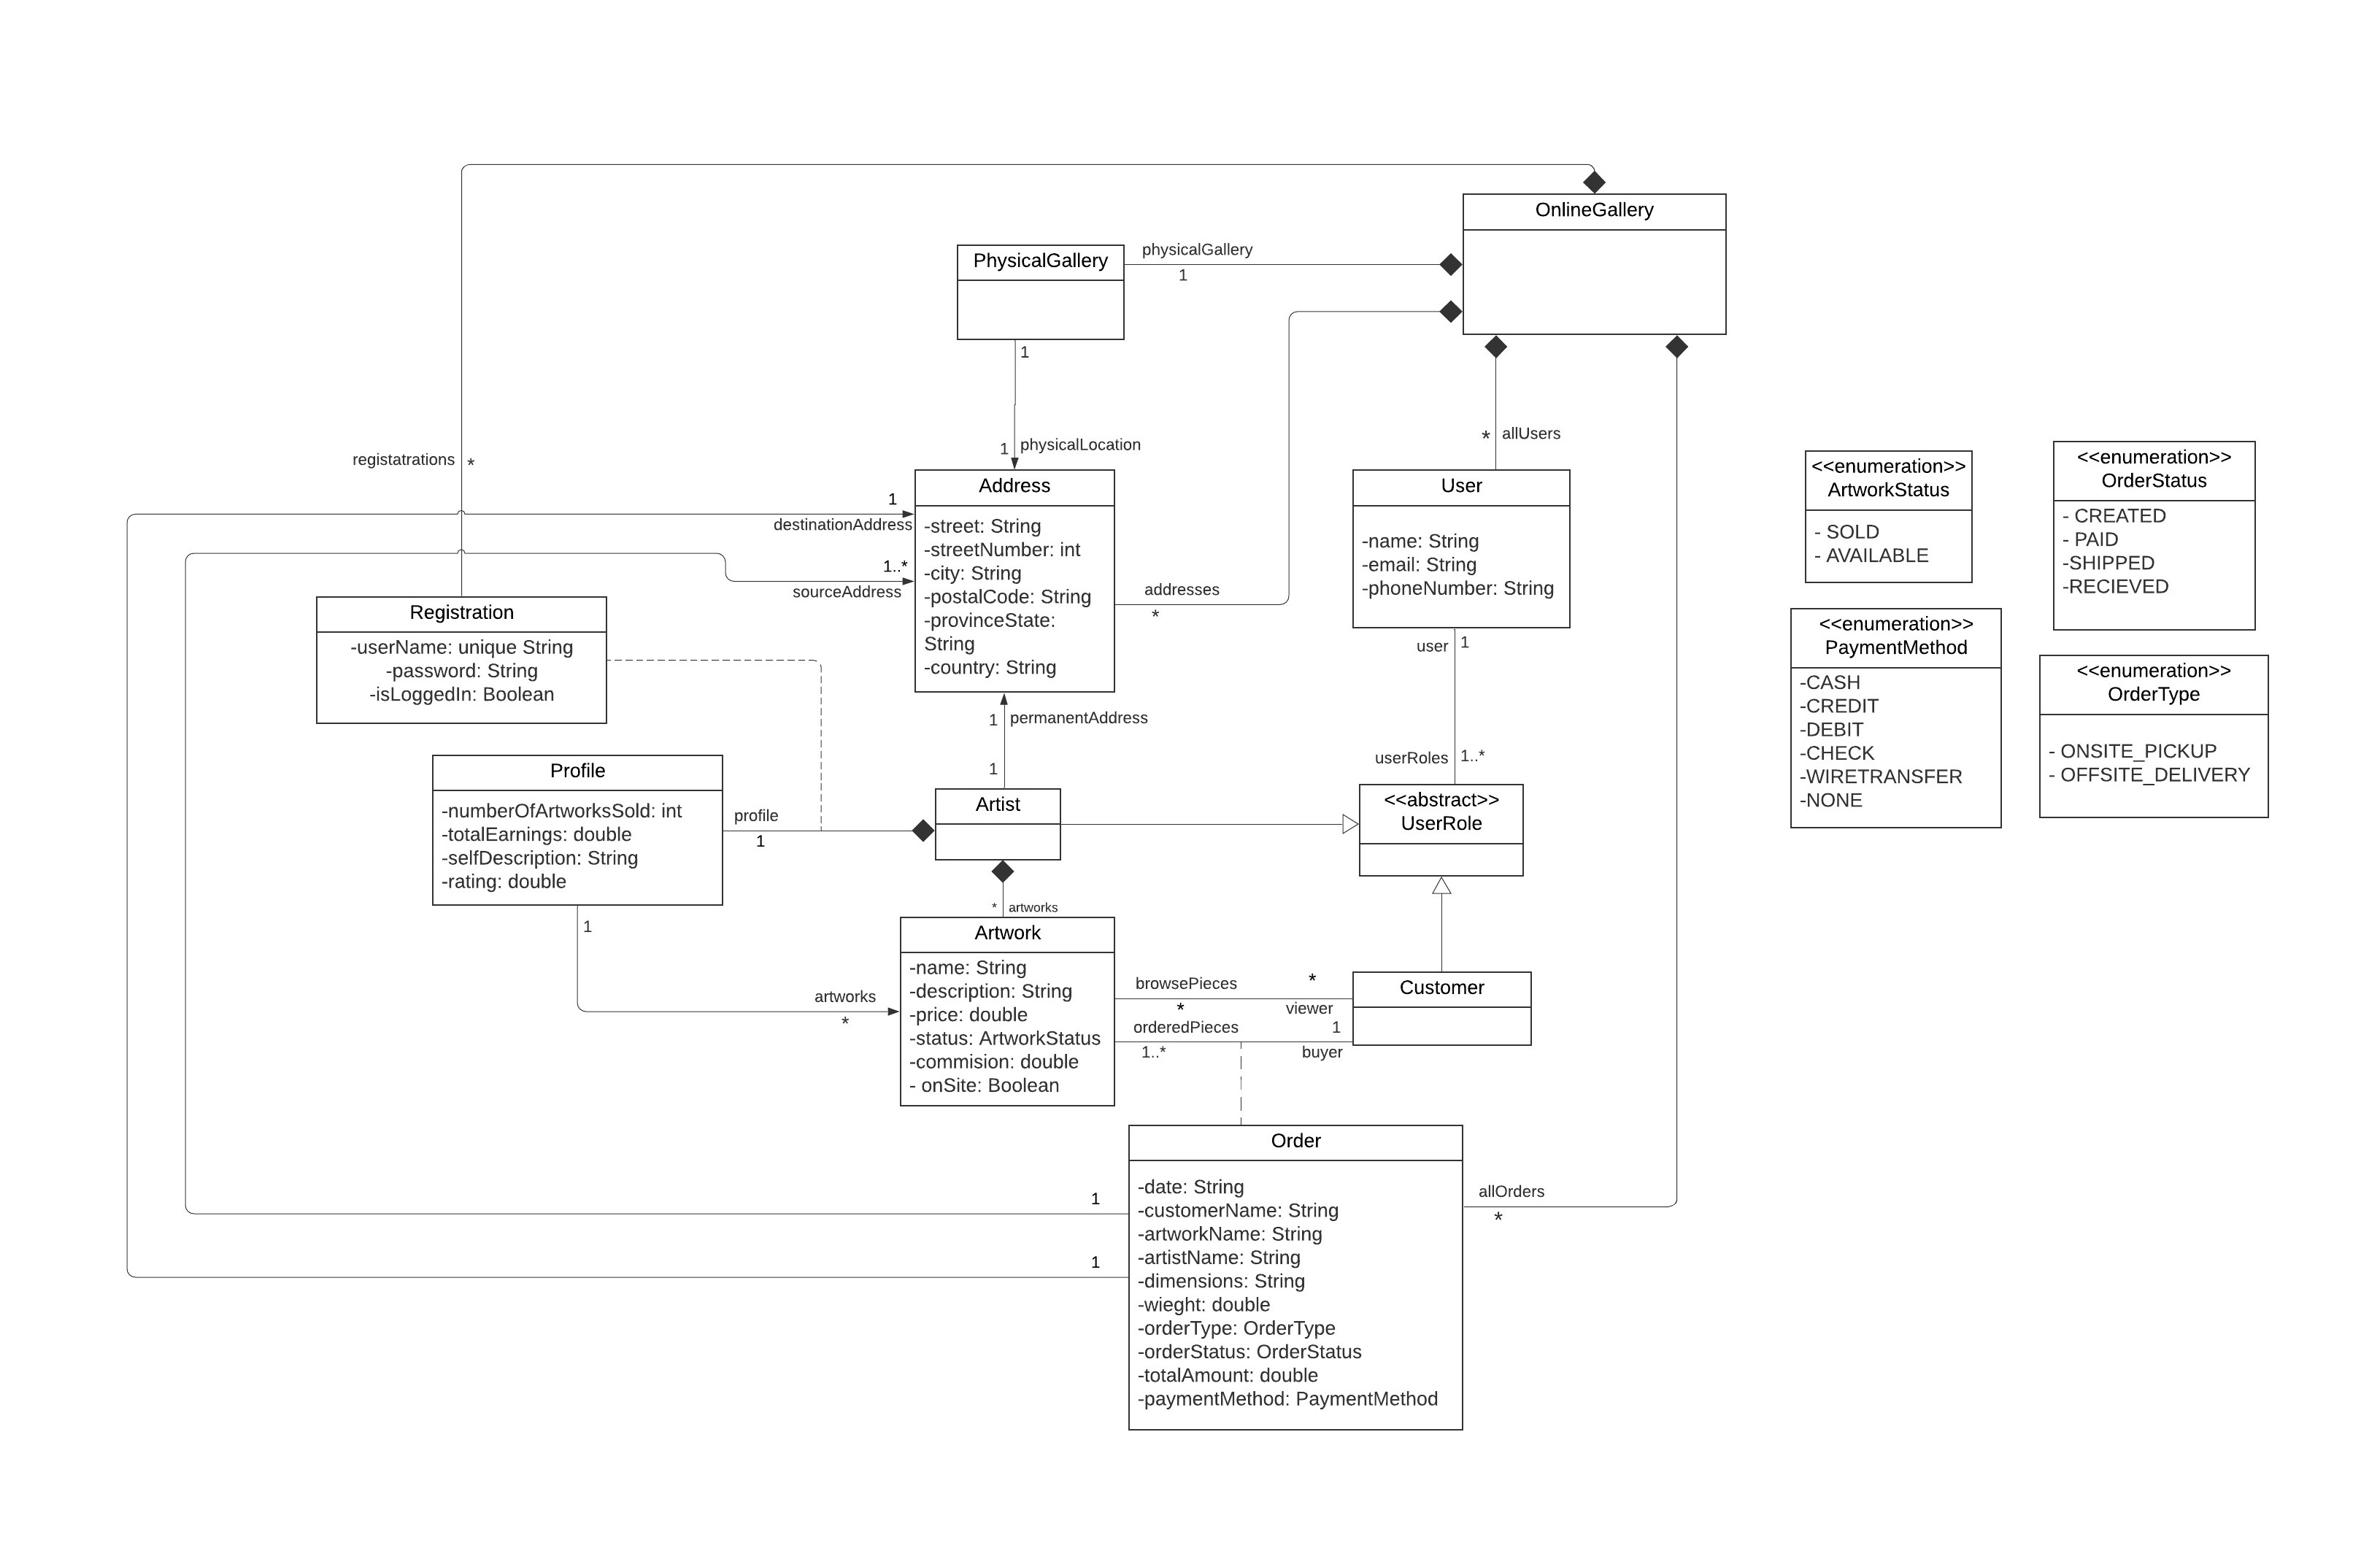 OnlineGallery
PhysicalGallery
physicalGallery
1
1
1
physicalLocation
*
allUsers
registatrations
*
1
destinationAddress
1..*
sourceAddress
Address
-street: String
-streetNumber: int
-city: String
-postalCode: String
-provinceState:
String
-country: String
addresses
*
User
-name: String
-email: String
-phoneNumber: String
<<enumeration>>
ArtworkStatus
- SOLD
- AVAILABLE
<<enumeration>>
OrderStatus
- CREATED
- PAID
-SHIPPED
-RECIEVED
<<enumeration>>
PaymentMethod
-CASH
-CREDIT
-DEBIT
-CHECK
-WIRETRANSFER
-NONE
<<enumeration>>
OrderType
- ONSITE_PICKUP
- OFFSITE_DELIVERY
Registration
-userName: unique String
-password: String
-isLoggedIn: Boolean
user
1
userRoles
1..*
1
permanentAddress
1
Profile
-numberOfArtworksSold: int
-totalEarnings: double
-selfDescription: String
-rating: double
profile
1
Artist
<<abstract>>
UserRole
*
artworks
1
artworks
*
Artwork
-name: String
-description: String
-price: double
-status: ArtworkStatus
-commision: double
- onSite: Boolean
browsePieces
*
*
viewer
orderedPieces
1
1..*
buyer
Customer
Order
-date: String
-customerName: String
-artworkName: String
-artistName: String
-dimensions: String
-wieght: double
-orderType: OrderType
-orderStatus: OrderStatus
-totalAmount: double
-paymentMethod: PaymentMethod
1
1
allOrders
*